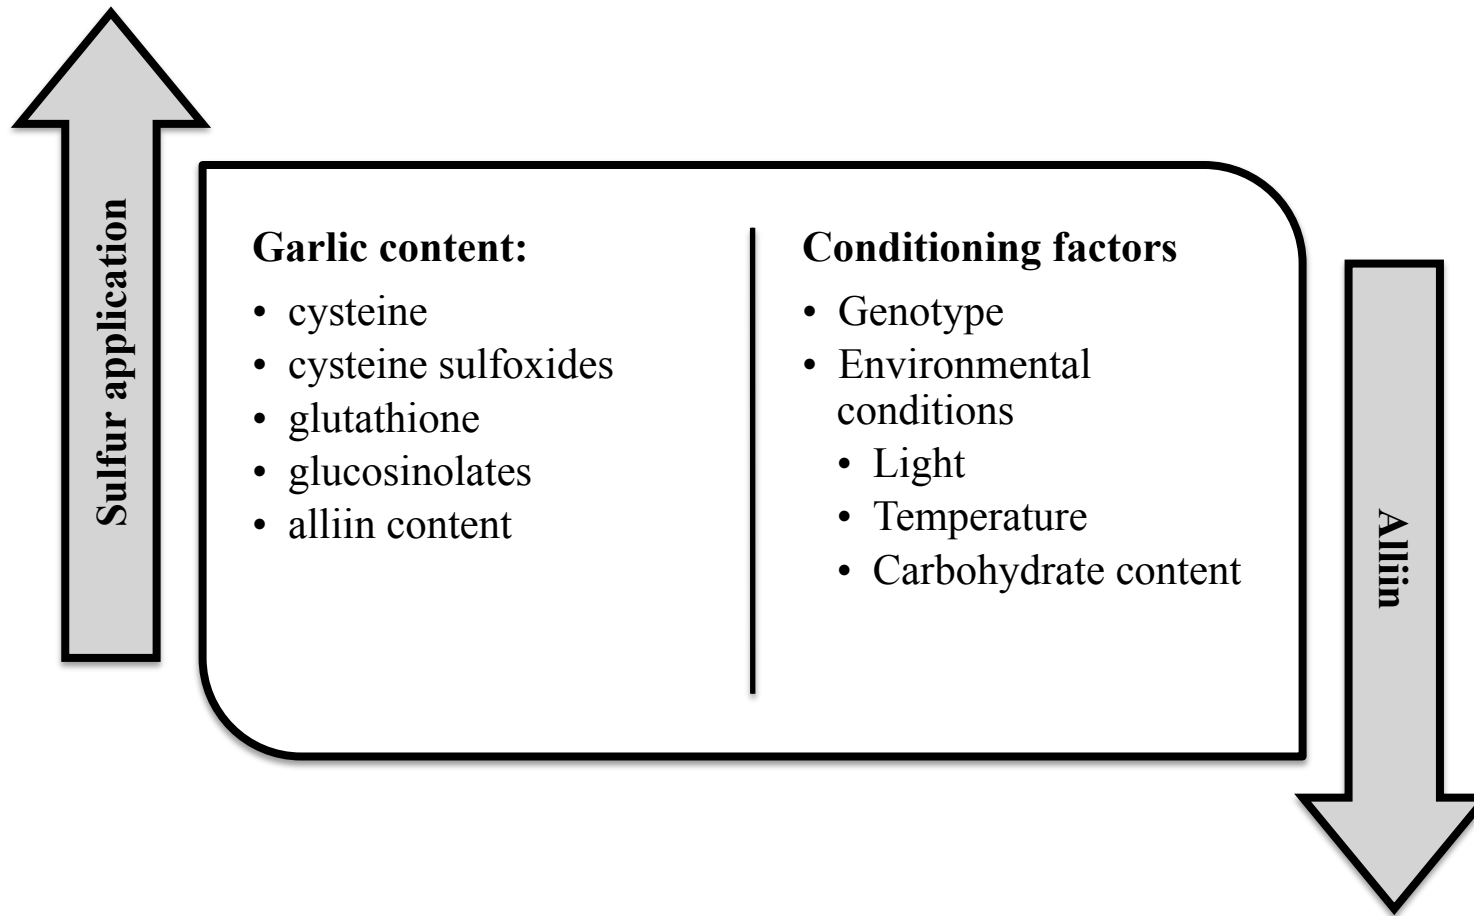 Sulfur application
Garlic content:
• cysteine
• cysteine sulfoxides
• glutathione
• glucosinolates
• alliin content
Conditioning factors
• Genotype
• Environmental
conditions
• Light
• Temperature
• Carbohydrate content
Alliin